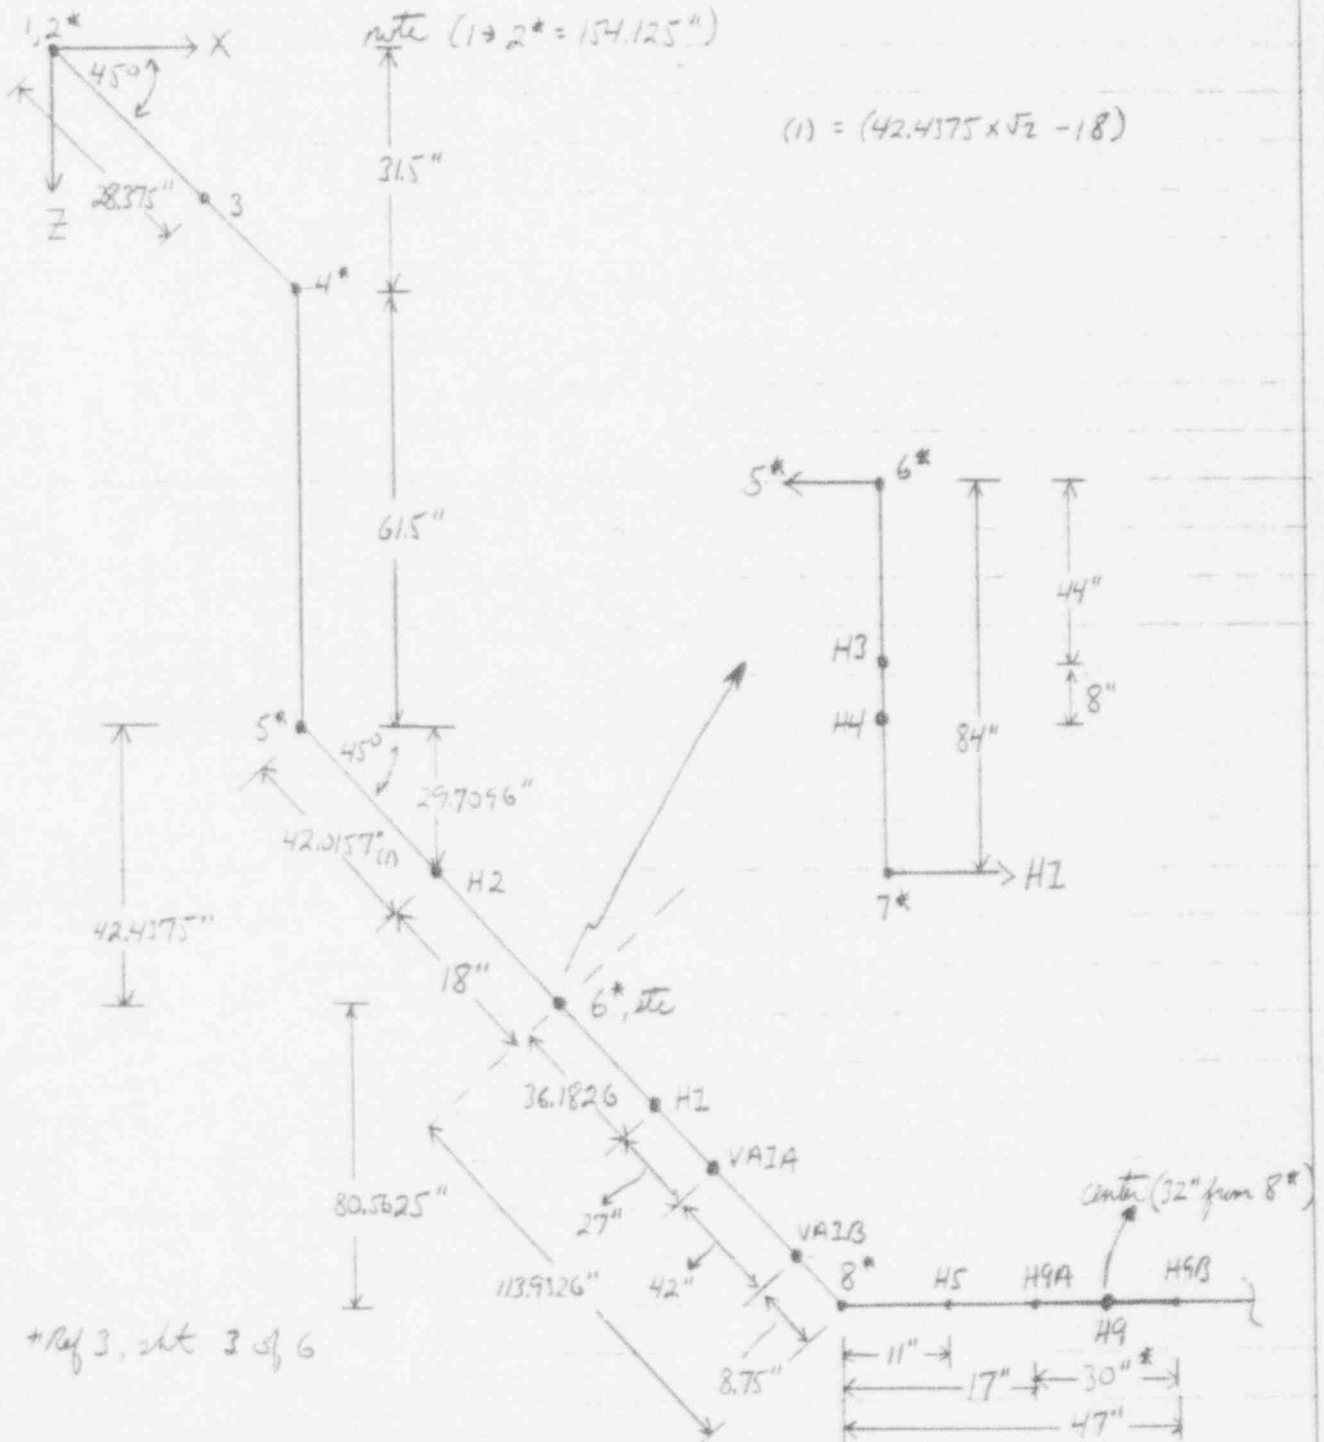 1, 2*
X
note (1→2* = 154.125")
45°
(1) = (42.4375 x √2 - 18)
31.5"
28.375"
3
Z
4*
5*
6*
61.5"
44"
H3
8"
H4
84"
5*
45°
29.7096"
42.0157"
H2
7*
H1
42.4375"
18"
6*, etc
36.1826
H1
VA1A
center (32" from 8*)
80.5625"
27"
VA1B
8*
H5
H9A
H9B
113.9326"
42"
H9
*Ref 3, sht 3 of 6
11"
30"*
8.75"
17"
47"